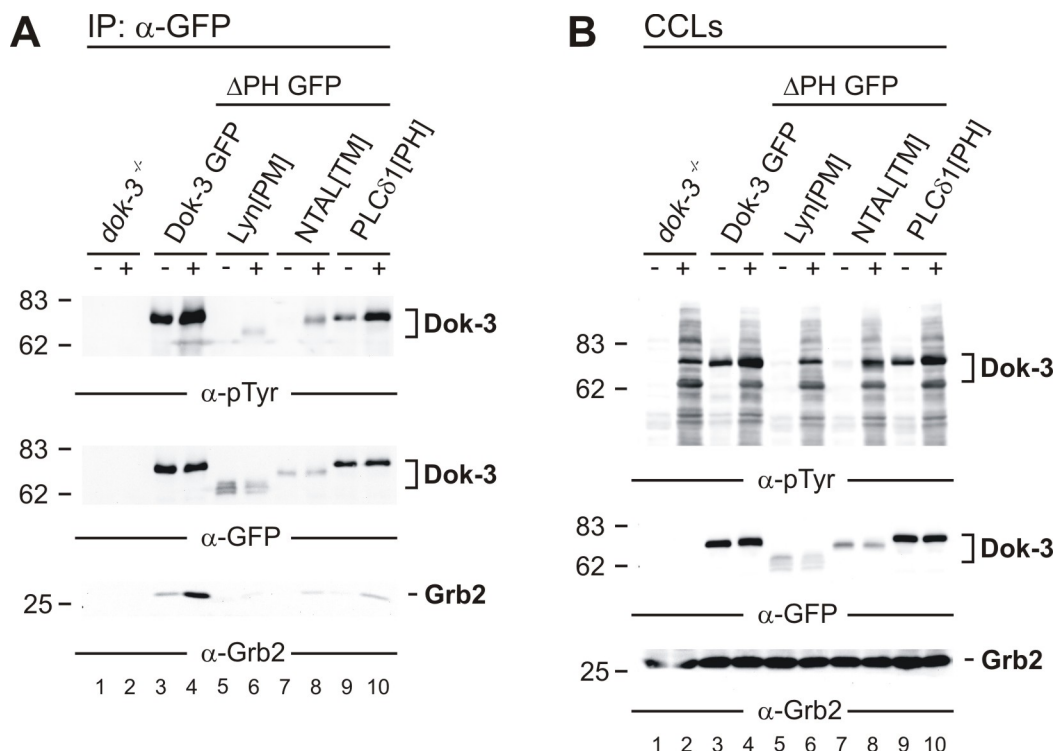 A
IP: α-GFP
ΔPH GFP
dok-3 -/-
Dok-3 GFP
Lyn[PM]
NTAL[TM]
PLCδ1[PH]
- + - + - + - + - +
83
62
Dok-3
α-pTyr
83
62
Dok-3
α-GFP
25
- Grb2
α-Grb2
1 2 3 4 5 6 7 8 9 10
B
CCLs
ΔPH GFP
dok-3 -/-
Dok-3 GFP
Lyn[PM]
NTAL[TM]
PLCδ1[PH]
- + - + - + - + - +
83
62
Dok-3
α-pTyr
83
62
Dok-3
α-GFP
25
- Grb2
α-Grb2
1 2 3 4 5 6 7 8 9 10